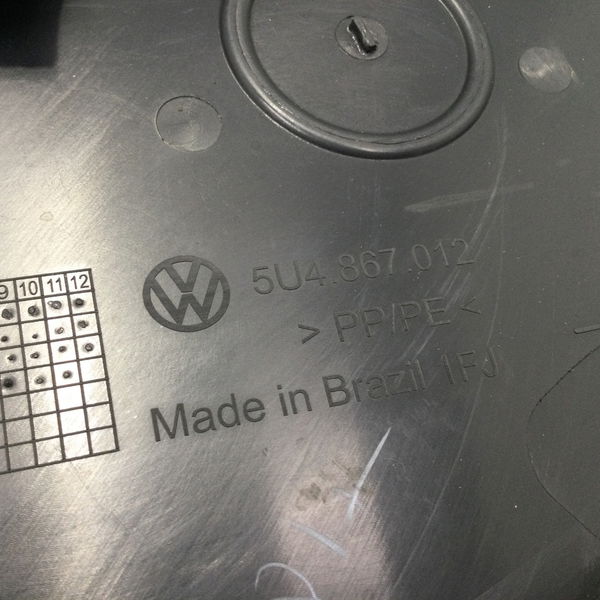 9 10 11 12
5U4.867.012
> PP/PE <
Made in Brazil 1FJ